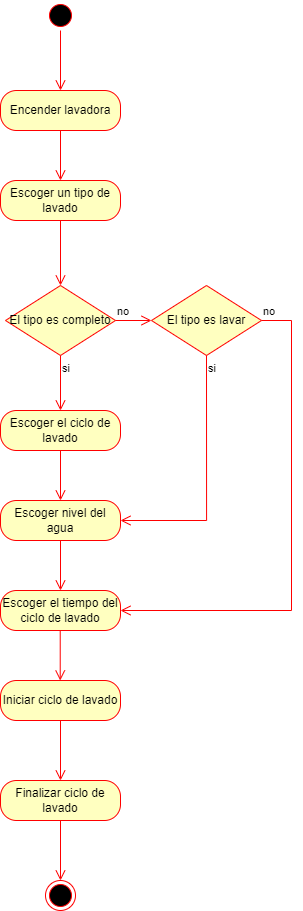 Encender lavadora
Escoger un tipo de
lavado
El tipo es completo
no
El tipo es lavar
no
si
si
Escoger el ciclo de
lavado
Escoger nivel del
agua
Escoger el tiempo del
ciclo de lavado
Iniciar ciclo de lavado
Finalizar ciclo de
lavado